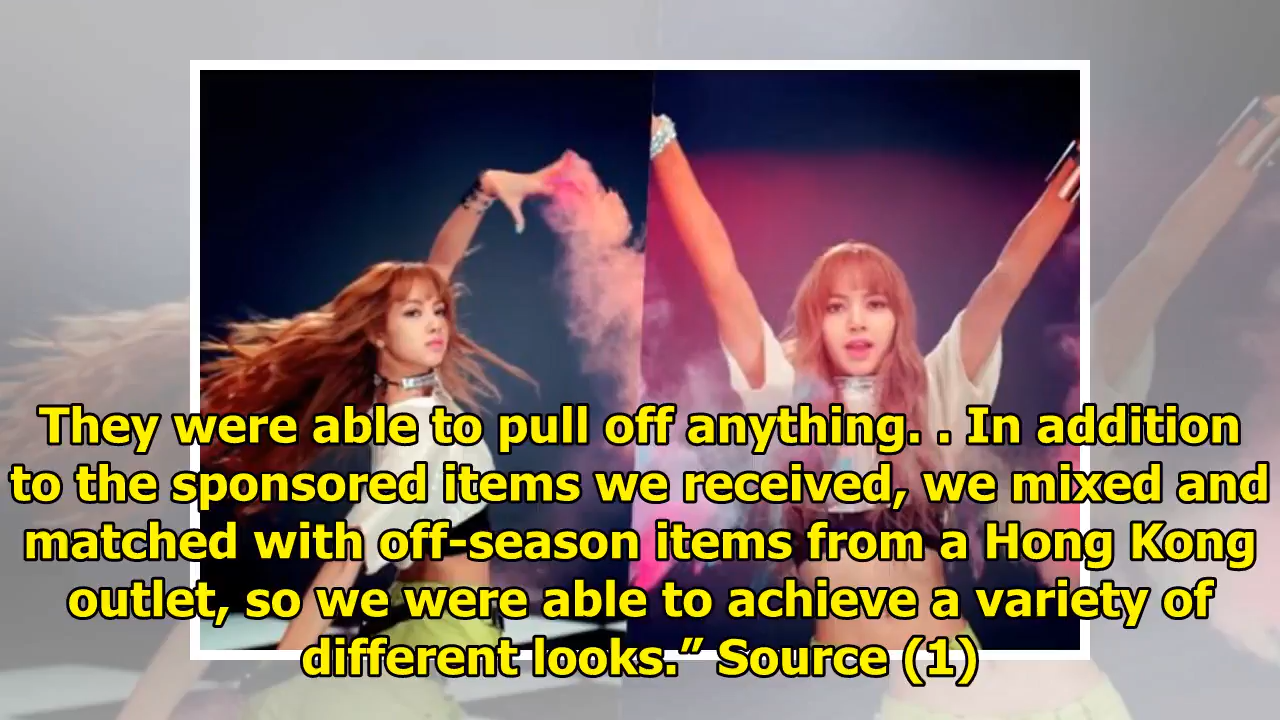 They were able to pull off anything. . In addition
to the sponsored items we received, we mixed and
matched with off-season items from a Hong Kong
outlet, so we were able to achieve a variety of
different looks.” Source (1)